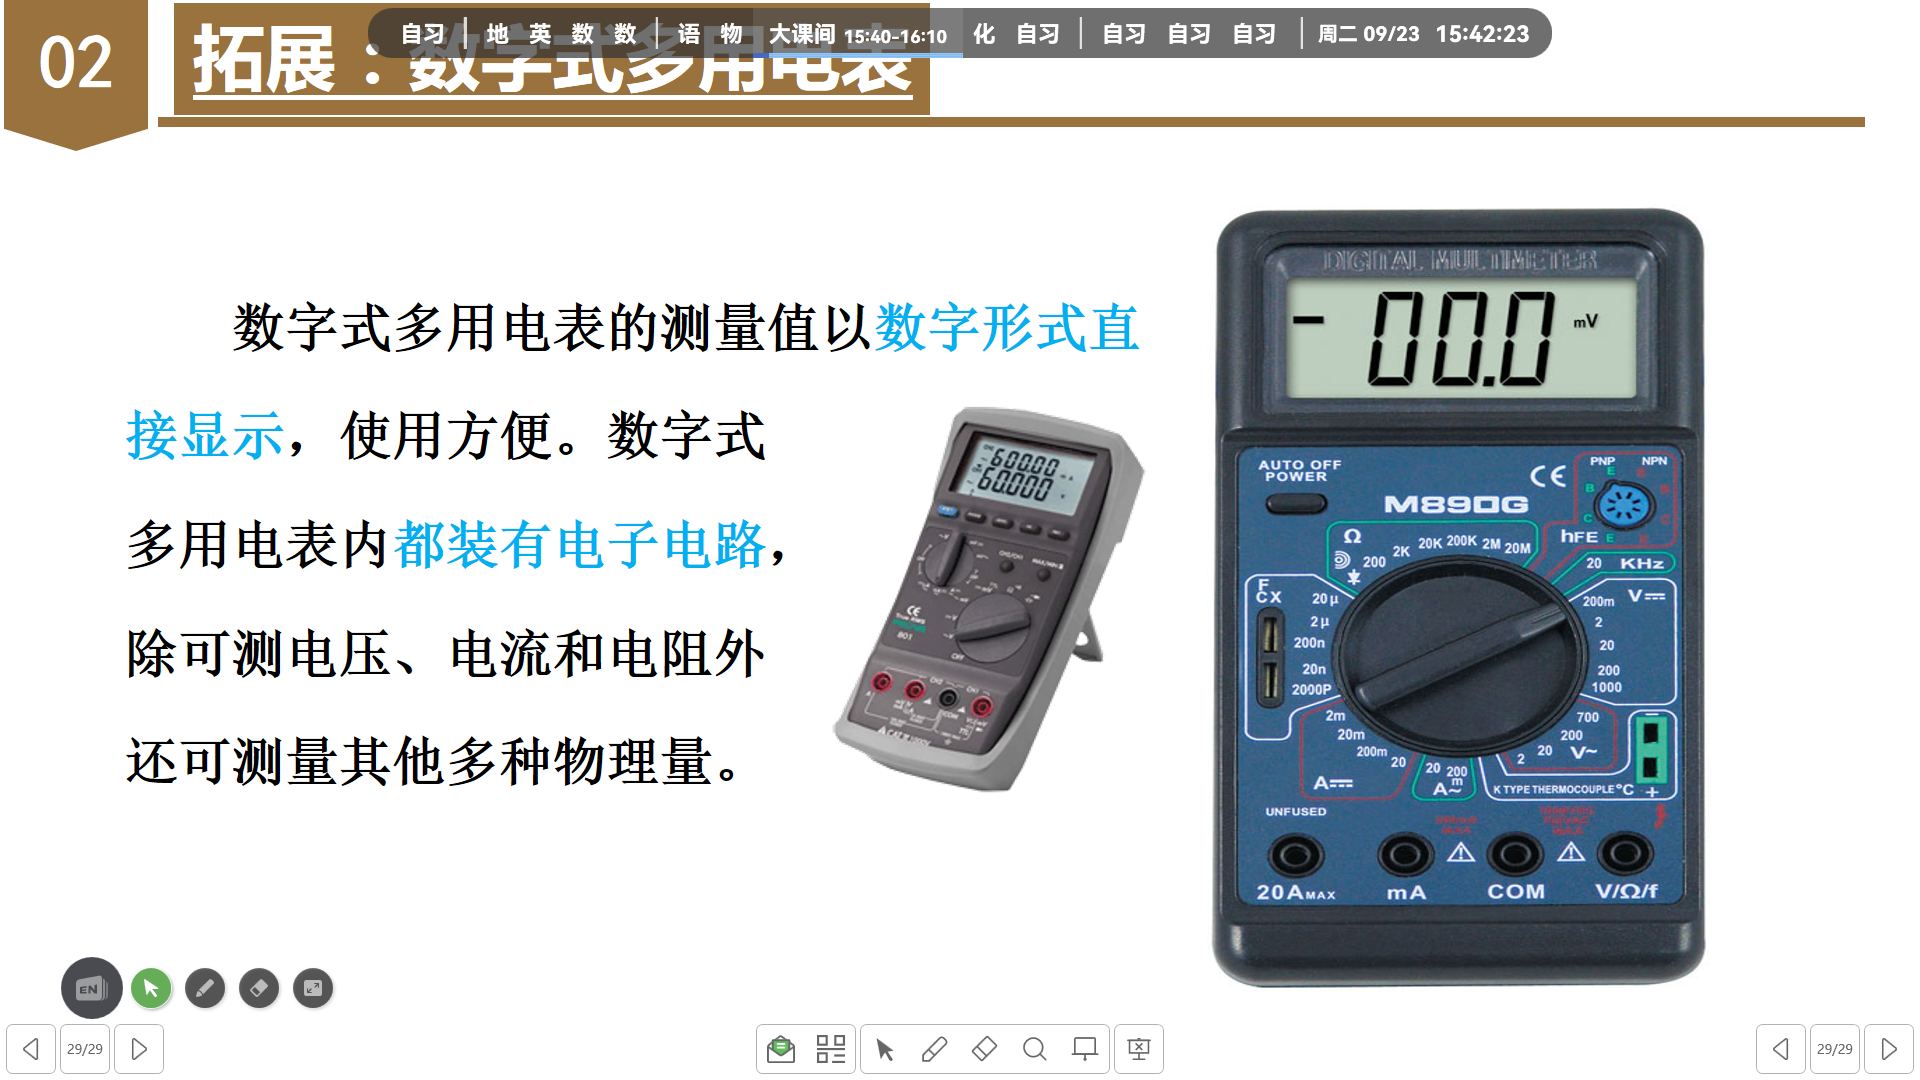 自习 | 地 英 数 数 | 语 物 大课间 15:40-16:10 化 自习 | 自习 自习 自习 | 周二 09/23 15:42:23
02
拓展：数字式多用电表
数字式多用电表的测量值以数字形式直
接显示，使用方便。数字式
多用电表内都装有电子电路，
除可测电压、电流和电阻外
还可测量其他多种物理量。
600.00
60.000
CE
801
OFF
DIGITAL MULTIMETER
- 00.0 mV
AUTO OFF
POWER
CE
PNP NPN
M890G
hFE
Ω
200 2K 20K 200K 2M 20M
20 KHz
F
CX
20μ
2μ
200n
20n
2000P
200m V
2
20
200
1000
2m
20m
200m
20
A
20 200
m
A~
700
200
20
2
V~
K TYPE THERMOCOUPLE °C +
UNFUSED
20A MAX mA COM V/Ω/f
EN
29/29
29/29